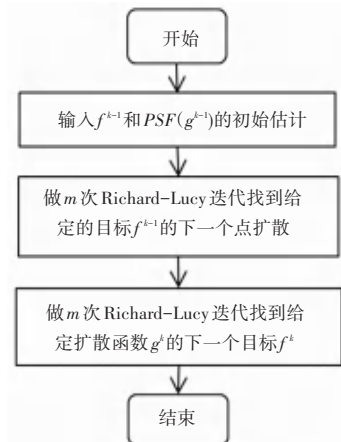 开始
输入f^{k-1}和PSF(g^{k-1})的初始估计
做m次Richard-Lucy迭代找到给
定的目标f^{k-1}的下一个点扩散
做m次Richard-Lucy迭代找到给
定扩散函数g^k的下一个目标f^k
结束